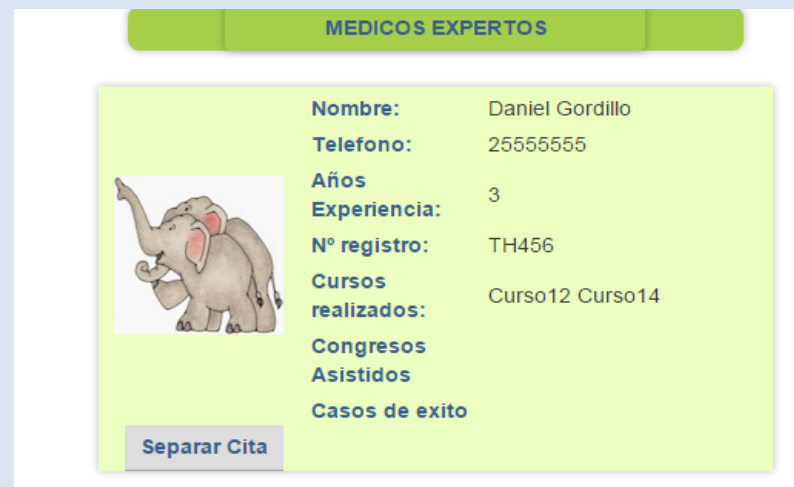 MEDICOS EXPERTOS
Nombre: Daniel Gordillo
Telefono: 25555555
Años
Experiencia: 3
Nº registro: TH456
Cursos
realizados: Curso12 Curso14
Congresos
Asistidos
Casos de exito
Separar Cita